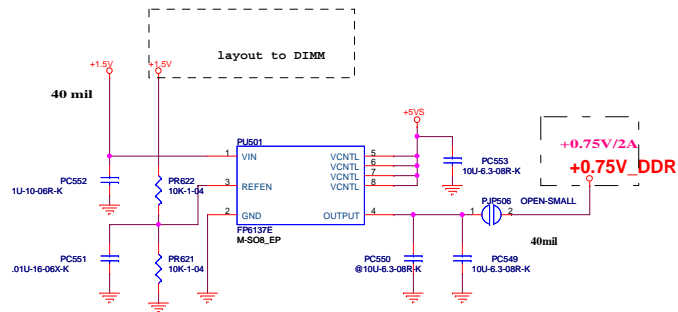 layout to DIMM
+1.5V
+1.5V
40 mil
+5VS
PU501
1 VIN VCNTL 5
VCNTL 6
VCNTL 7
3 REFEN VCNTL 8
2 GND OUTPUT 4
FP6137E
M-SO8_EP
PC552
1U-10-06R-K
PR622
10K-1-04
PC553
10U-6.3-08R-K
+0.75V/2A
+0.75V_DDR
PJP506 OPEN-SMALL
1 2
40mil
PC551
.01U-16-06X-K
PR621
10K-1-04
PC550
@10U-6.3-08R-K
PC549
10U-6.3-08R-K